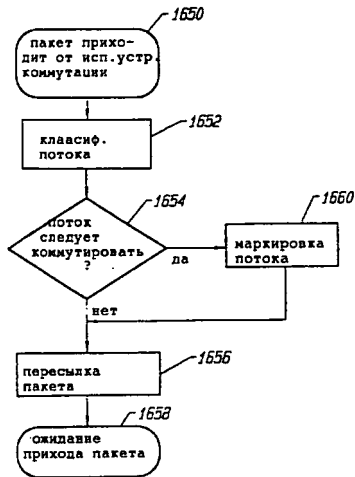 1650
пакет прихо-
дит от исп.устр.
коммутации
1652
клаасиф.
потока
1654
поток
следует
коммутировать
?
да
1660
маркировка
потока
нет
1656
пересылка
пакета
1658
ожидание
прихода пакета